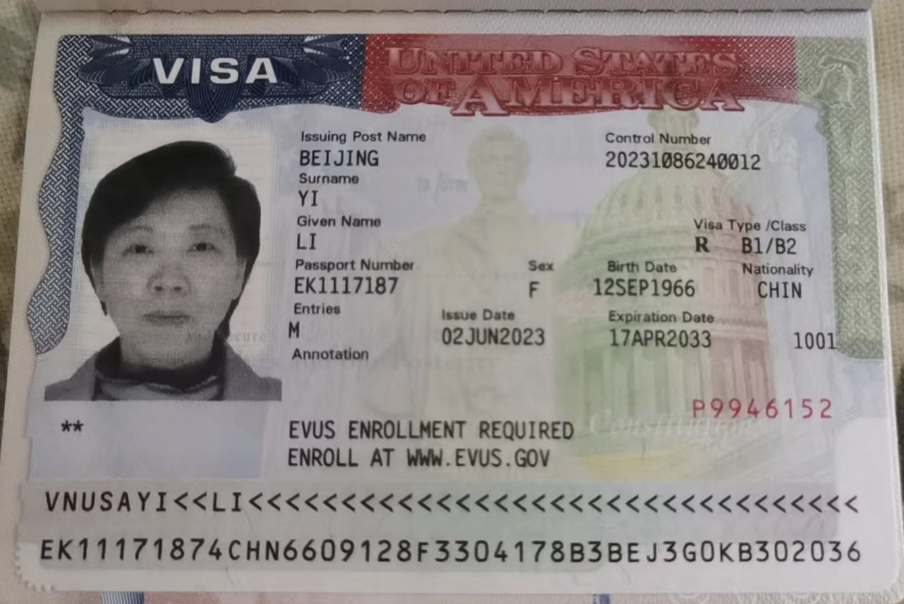 VISA UNITED STATES OF AMERICA
Issuing Post Name Control Number
BEIJING 20231086240012
Surname
YI
Given Name Visa Type /Class
LI R B1/B2
Passport Number Sex Birth Date Nationality
EK1117187 F 12SEP1966 CHIN
Entries Issue Date Expiration Date
M 02JUN2023 17APR2033 1001
Annotation
P9946152
** EVUS ENROLLMENT REQUIRED
ENROLL AT WWW.EVUS.GOV
VNUSAYI<<LI<<<<<<<<<<<<<<<<<<<<<<<<<<<<<<<<<
EK11171874CHN6609128F3304178B3BEJ3G0KB302036